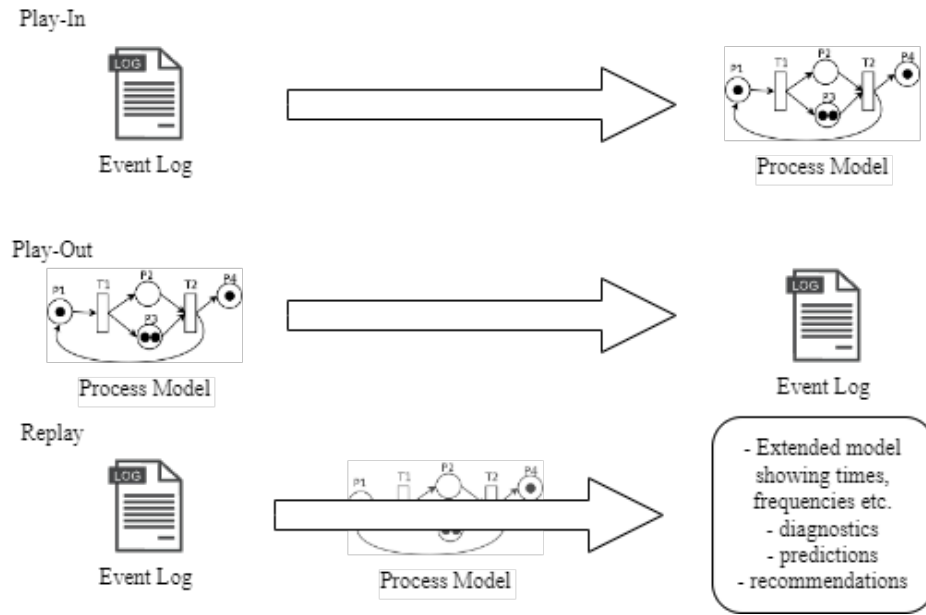 Play-In
LOG
Event Log
P1 T1 P2 P3 T2 P4
Process Model
Play-Out
P1 T1 P2 P3 T2 P4
Process Model
LOG
Event Log
Replay
LOG
Event Log
P1 T1 P2 T2 P4
Process Model
- Extended model
showing times,
frequencies etc.
- diagnostics
- predictions
- recommendations